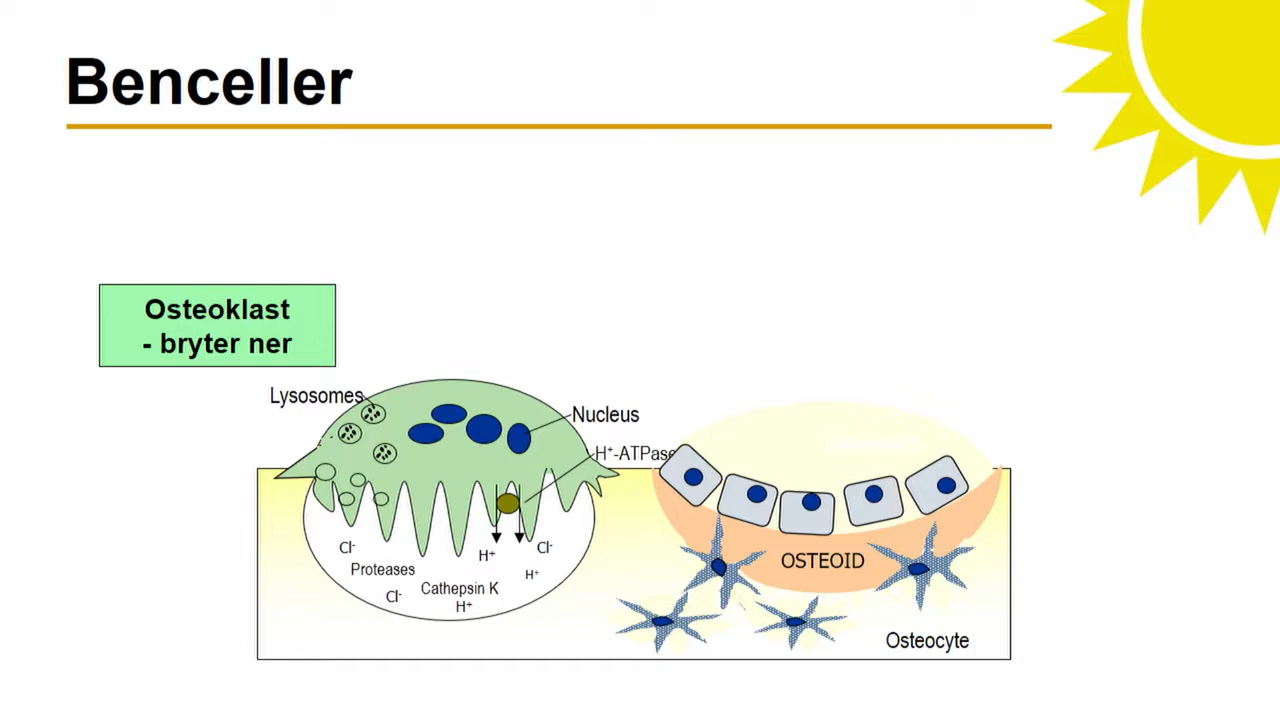 Benceller
Osteoklast
- bryter ner
Lysosomes
Nucleus
H⁺-ATPase
Cl⁻
H⁺
Cl⁻
Proteases
H⁺
Cathepsin K
Cl⁻
H⁺
OSTEOID
Osteocyte